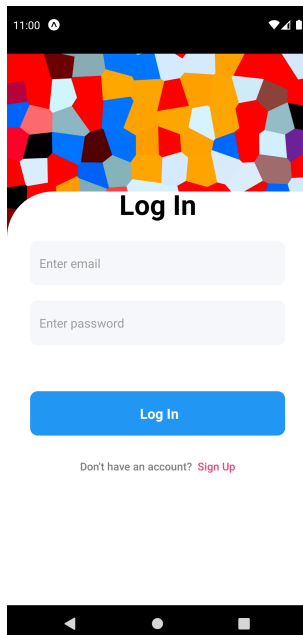 11:00
Log In
Enter email
Enter password
Log In
Don't have an account? Sign Up